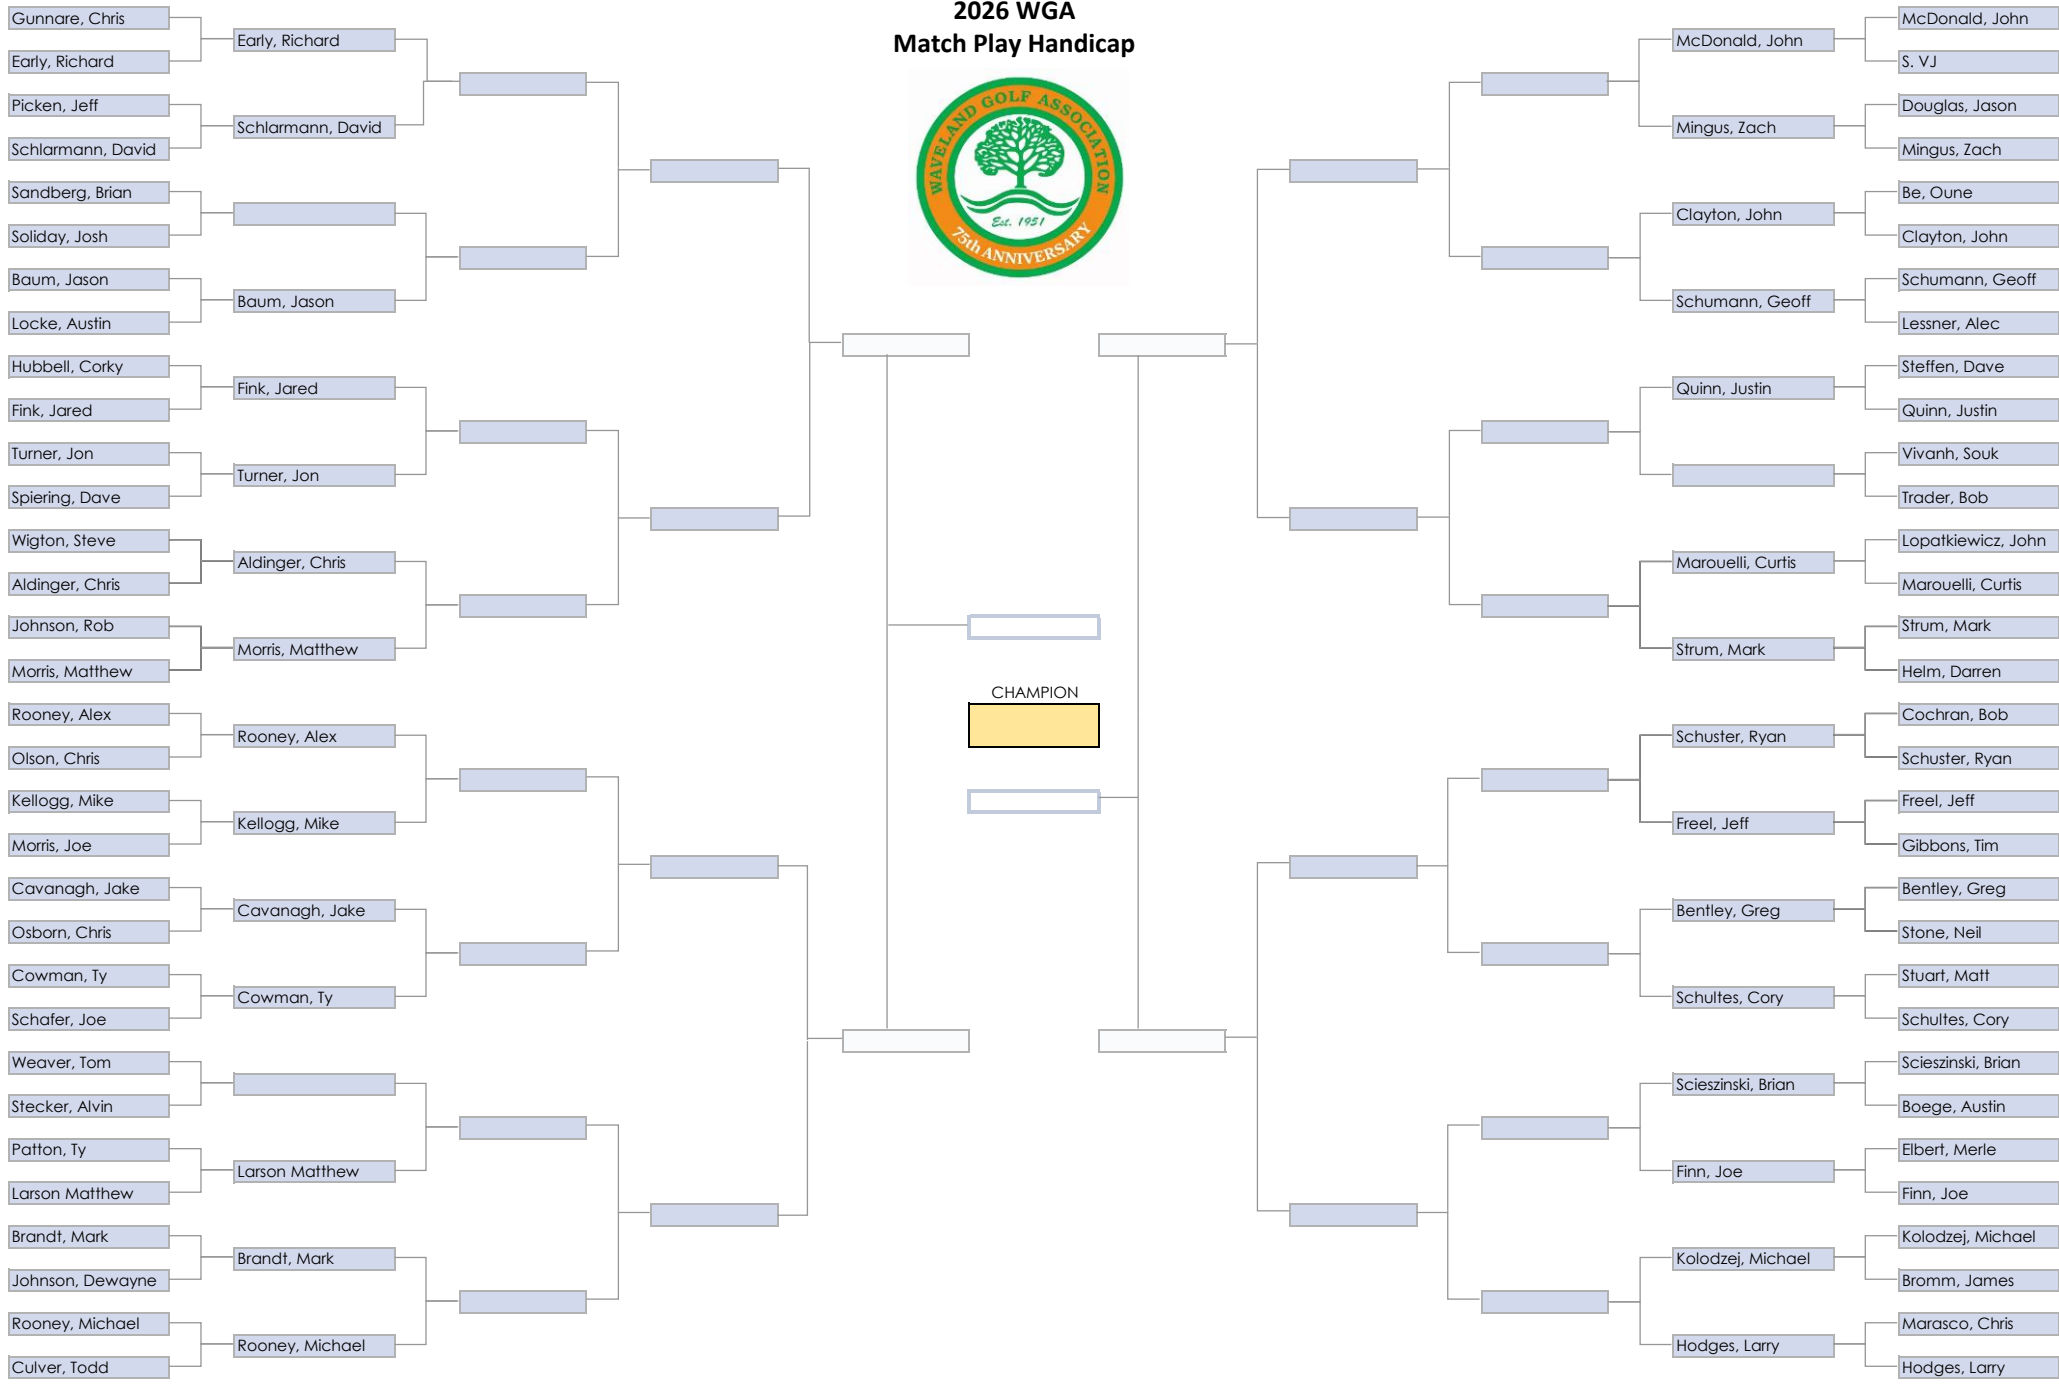 2026 WGA
Match Play Handicap
WAVELAND GOLF ASSOCIATION
Est. 1951
75th ANNIVERSARY
Gunnare, Chris
Early, Richard
Picken, Jeff
Schlarmann, David
Sandberg, Brian
Soliday, Josh
Baum, Jason
Locke, Austin
Hubbell, Corky
Fink, Jared
Turner, Jon
Spiering, Dave
Wigton, Steve
Aldinger, Chris
Johnson, Rob
Morris, Matthew
Rooney, Alex
Olson, Chris
Kellogg, Mike
Morris, Joe
Cavanagh, Jake
Osborn, Chris
Cowman, Ty
Schafer, Joe
Weaver, Tom
Stecker, Alvin
Patton, Ty
Larson Matthew
Brandt, Mark
Johnson, Dewayne
Rooney, Michael
Culver, Todd
Early, Richard
Schlarmann, David
Baum, Jason
Fink, Jared
Turner, Jon
Aldinger, Chris
Morris, Matthew
Rooney, Alex
Kellogg, Mike
Cavanagh, Jake
Cowman, Ty
Larson Matthew
Brandt, Mark
Rooney, Michael
CHAMPION
McDonald, John
Mingus, Zach
Clayton, John
Schumann, Geoff
Quinn, Justin
Marouelli, Curtis
Strum, Mark
Schuster, Ryan
Freel, Jeff
Bentley, Greg
Schultes, Cory
Scieszinski, Brian
Finn, Joe
Kolodzej, Michael
Hodges, Larry
McDonald, John
S. VJ
Douglas, Jason
Mingus, Zach
Be, Oune
Clayton, John
Schumann, Geoff
Lessner, Alec
Steffen, Dave
Quinn, Justin
Vivanh, Souk
Trader, Bob
Lopatkiewicz, John
Marouelli, Curtis
Strum, Mark
Helm, Darren
Cochran, Bob
Schuster, Ryan
Freel, Jeff
Gibbons, Tim
Bentley, Greg
Stone, Neil
Stuart, Matt
Schultes, Cory
Scieszinski, Brian
Boege, Austin
Elbert, Merle
Finn, Joe
Kolodzej, Michael
Bromm, James
Marasco, Chris
Hodges, Larry